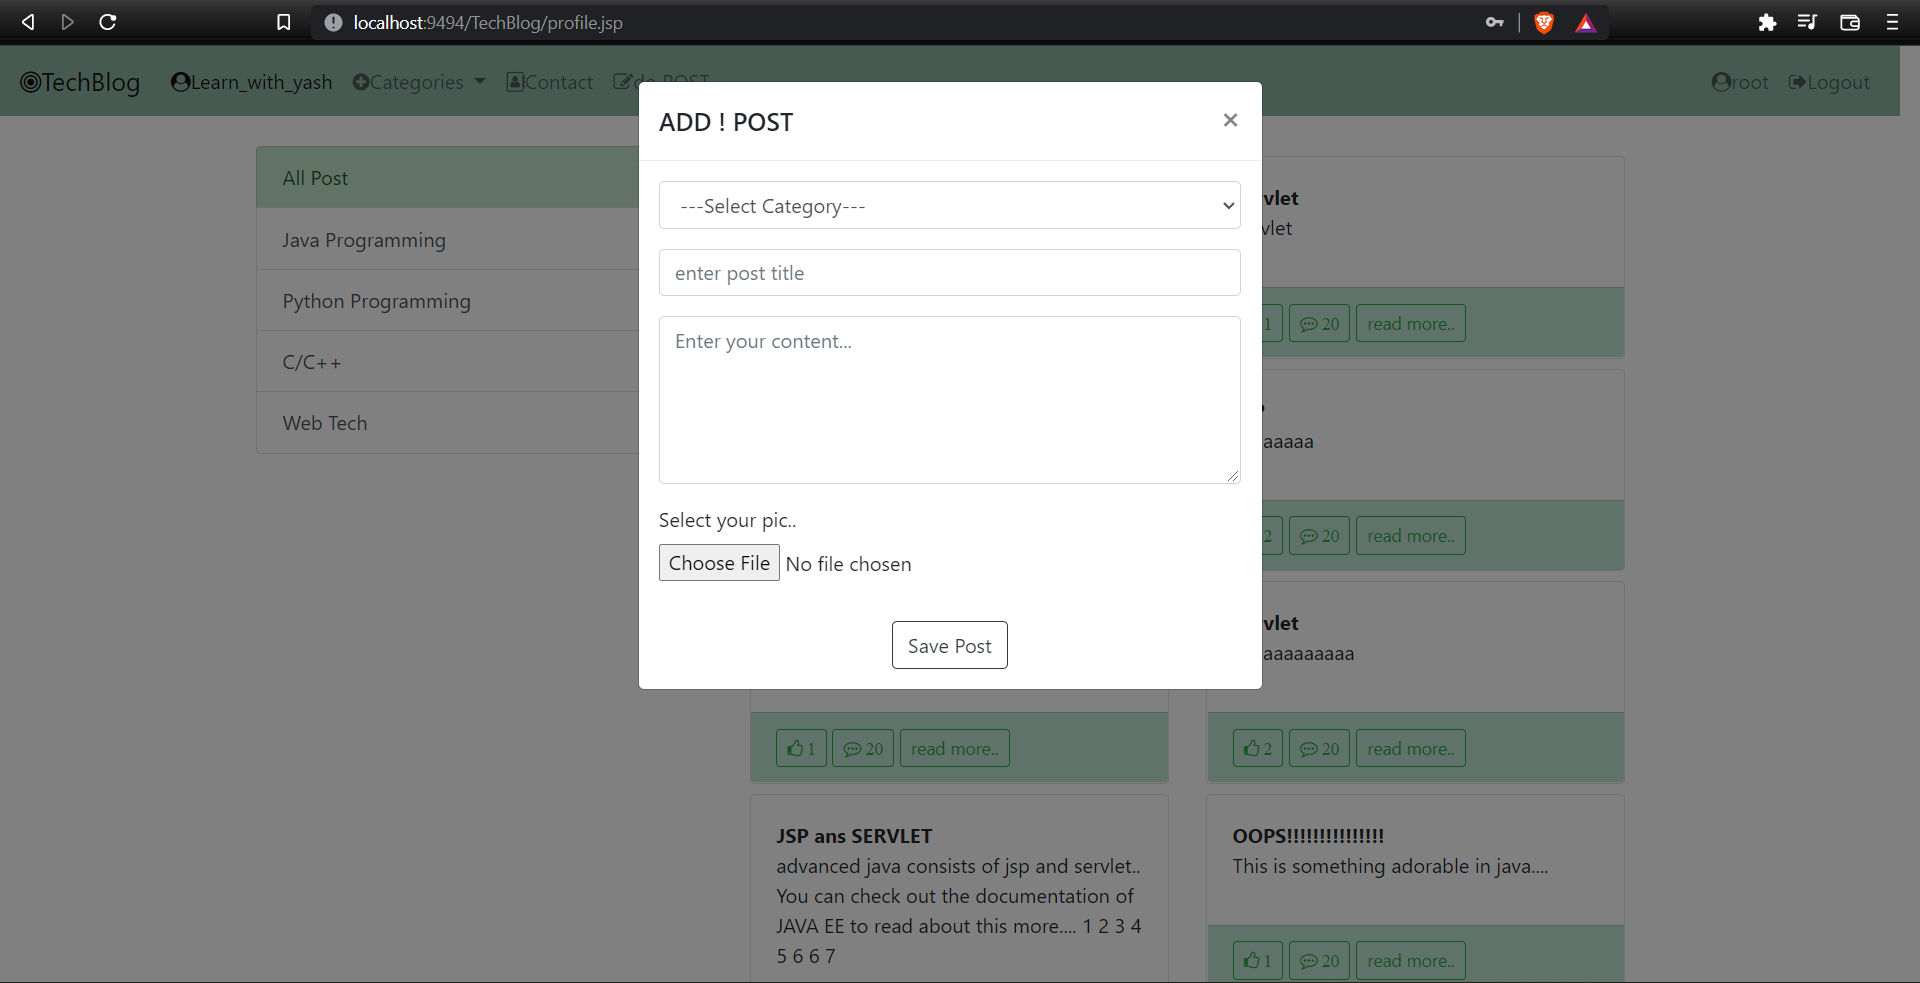 localhost:9494/TechBlog/profile.jsp
TechBlog Learn_with_yash Categories Contact do POST root Logout
ADD ! POST
---Select Category---
enter post title
Enter your content...
Select your pic..
Choose File No file chosen
Save Post
All Post
Java Programming
Python Programming
C/C++
Web Tech
vlet
vlet
1 20 read more..
aaaaa
2 20 read more..
vlet
aaaaaaaaa
1 20 read more..
2 20 read more..
JSP ans SERVLET
advanced java consists of jsp and servlet..
You can check out the documentation of
JAVA EE to read about this more.... 1 2 3 4
5 6 6 7
OOPS!!!!!!!!!!!!!!!
This is something adorable in java....
1 20 read more..